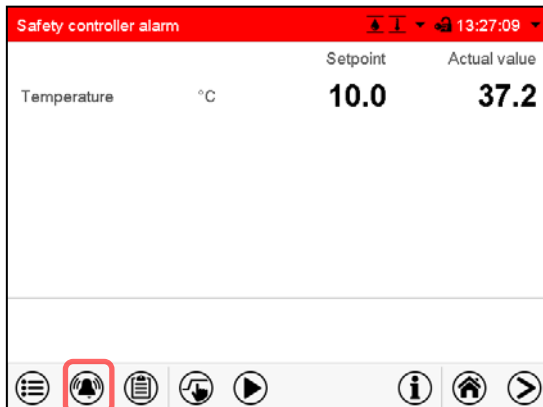 Safety controller alarm 13:27:09
Setpoint Actual value
Temperature °C 10.0 37.2